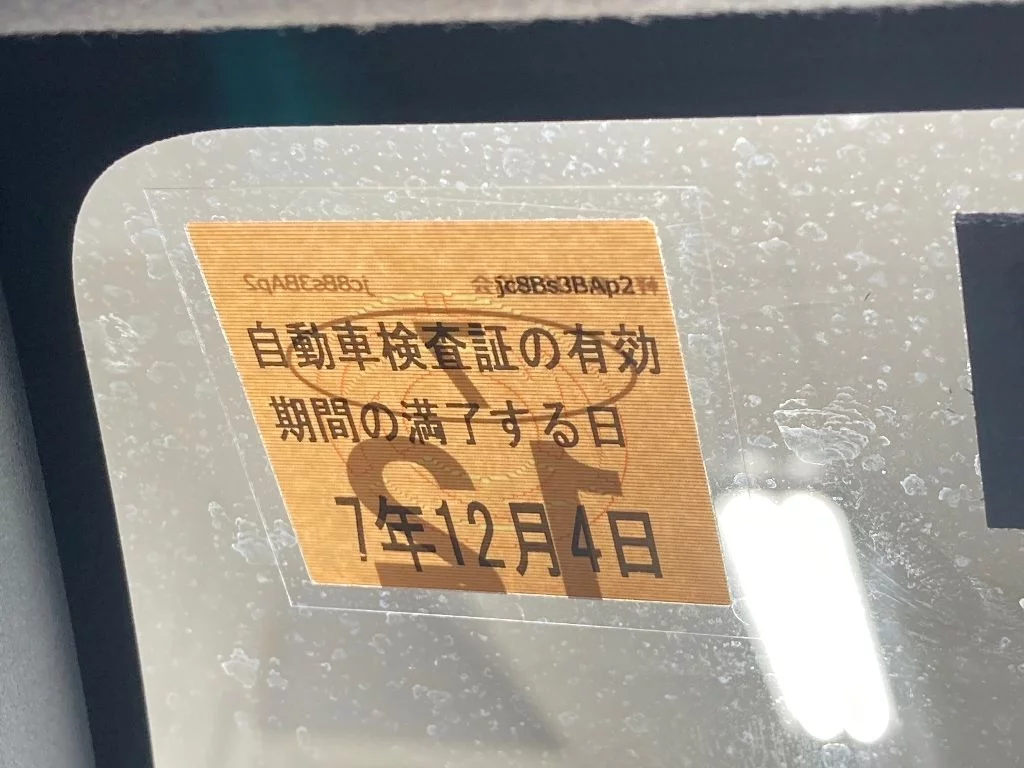 jc8Bs3BAp2
自動車検査証の有効
期間の満了する日
7年12月4日